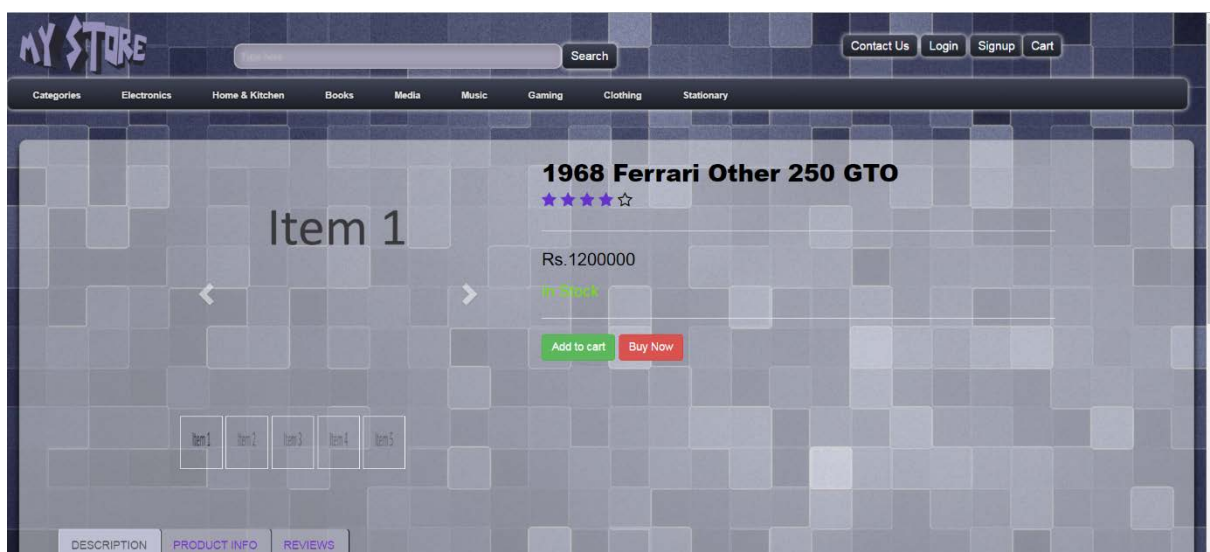 MY STORE
Type here
Search
Contact Us Login Signup Cart
Categories Electronics Home & Kitchen Books Media Music Gaming Clothing Stationary
1968 Ferrari Other 250 GTO
Item 1
Rs.1200000
In Stock
Add to cart Buy Now
Item 1 Item 2 Item 3 Item 4 Item 5
DESCRIPTION PRODUCT INFO REVIEWS